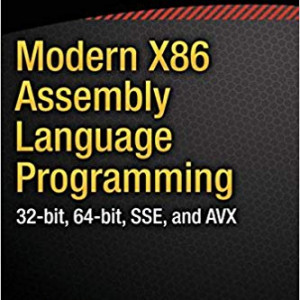 Modern X86
Assembly
Language
Programming
32-bit, 64-bit, SSE, and AVX